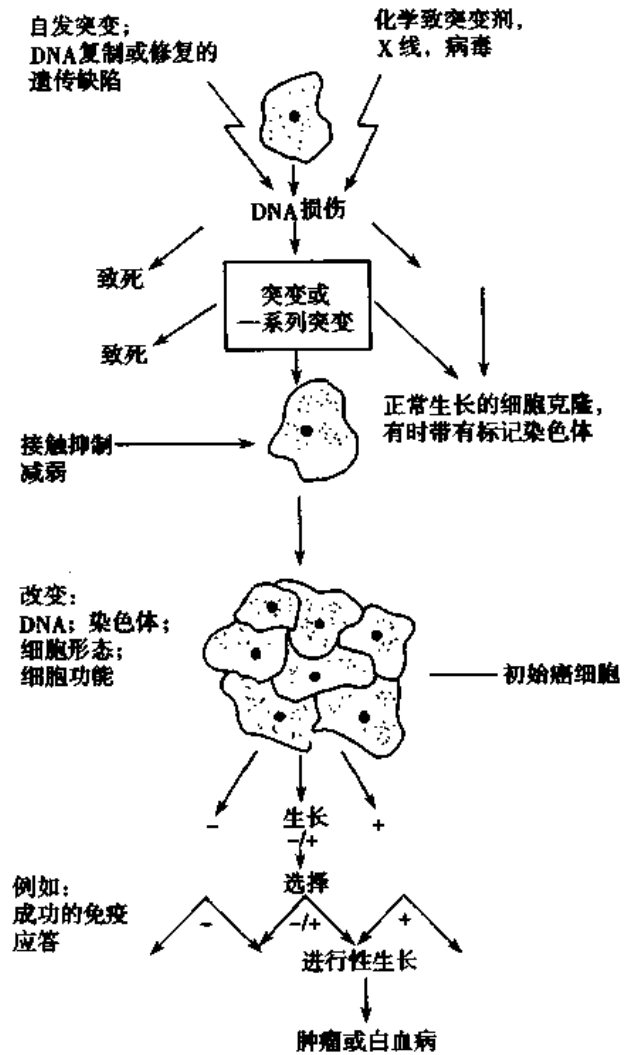 自发突变；
DNA复制或修复的
遗传缺陷
化学致突变剂，
X线，病毒
DNA损伤
致死
突变或
一系列突变
致死
正常生长的细胞克隆，
有时带有标记染色体
接触抑制
减弱
改变：
DNA；染色体；
细胞形态；
细胞功能
初始癌细胞
－
生长
－/＋
＋
选择
例如：
成功的免疫
应答
－
－/＋
＋
进行性生长
肿瘤或白血病